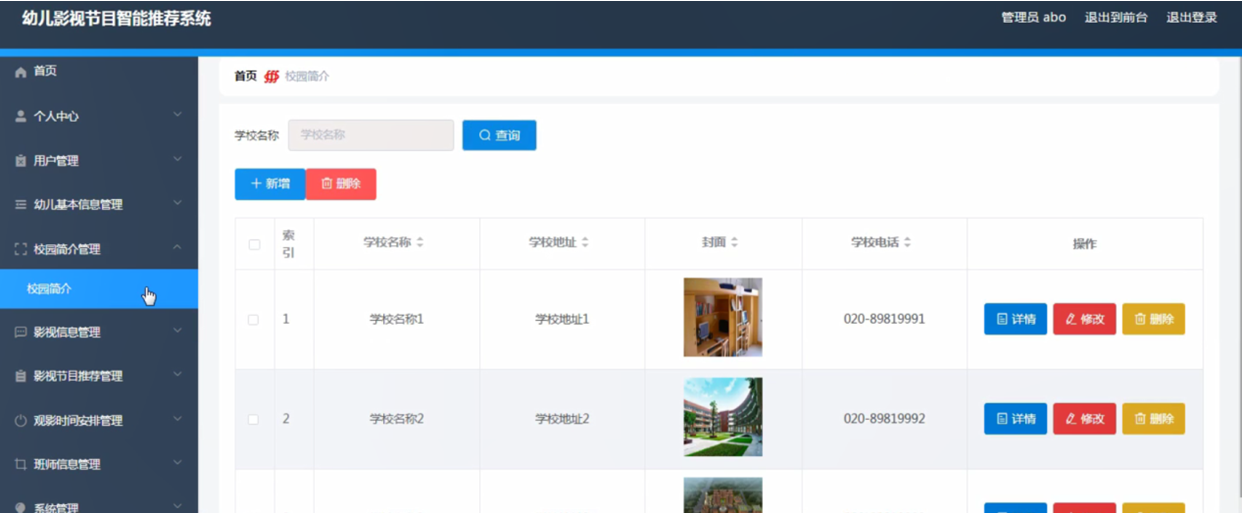 幼儿影视节目智能推荐系统
管理员 abo 退出到前台 退出登录
首页
个人中心
用户管理
幼儿基本信息管理
校园简介管理
校园简介
影视信息管理
影视节目推荐管理
观影时间安排管理
班师信息管理
系统管理
首页 校园简介
学校名称 学校名称 查询
新增 删除
索引 学校名称 学校地址 封面 学校电话 操作
1 学校名称1 学校地址1 020-89819991 详情 修改 删除
2 学校名称2 学校地址2 020-89819992 详情 修改 删除